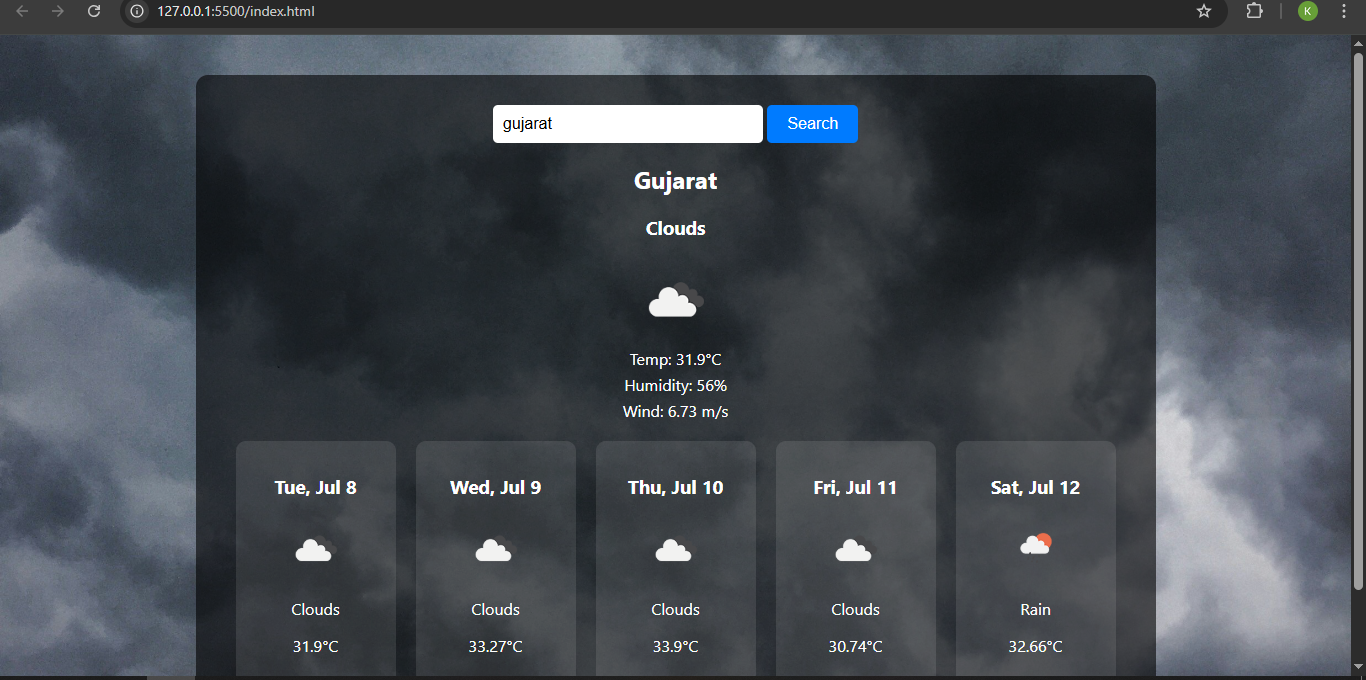 127.0.0.1:5500/index.html
K
gujarat
Search
Gujarat
Clouds
Temp: 31.9°C
Humidity: 56%
Wind: 6.73 m/s
Tue, Jul 8
Clouds
31.9°C
Wed, Jul 9
Clouds
33.27°C
Thu, Jul 10
Clouds
33.9°C
Fri, Jul 11
Clouds
30.74°C
Sat, Jul 12
Rain
32.66°C